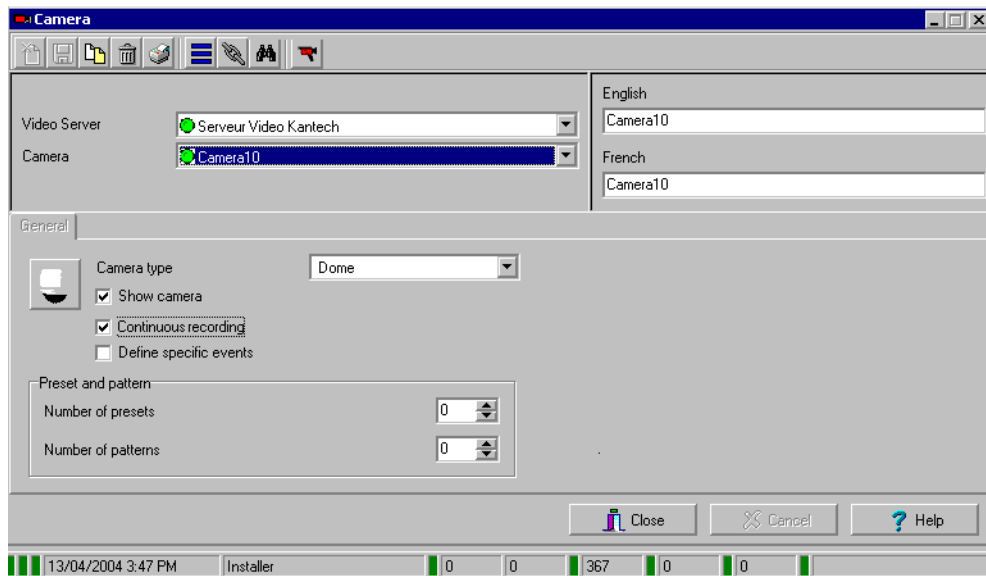 Camera
Video Server
Serveur Video Kantech
Camera
Camera10
English
Camera10
French
Camera10
General
Camera type
Dome
Show camera
Continuous recording
Define specific events
Preset and pattern
Number of presets
0
Number of patterns
0
Close
Cancel
Help
13/04/2004 3:47 PM
Installer
0
0
367
0
0